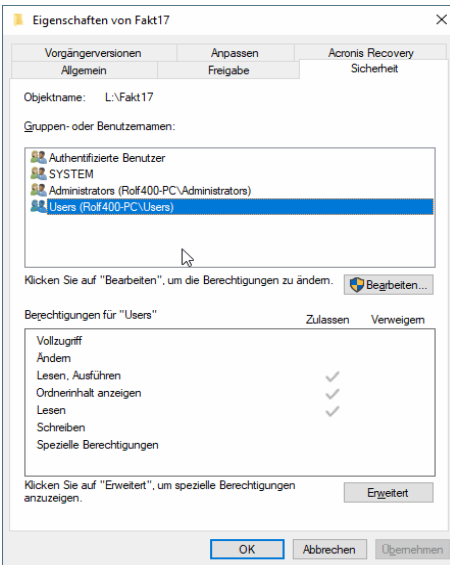 Eigenschaften von Fakt17
Vorgängerversionen Anpassen Acronis Recovery
Allgemein Freigabe Sicherheit
Objektname: L:\Fakt17
Gruppen- oder Benutzernamen:
Authentifizierte Benutzer
SYSTEM
Administrators (Rolf400-PC\Administrators)
Users (Rolf400-PC\Users)
Klicken Sie auf "Bearbeiten", um die Berechtigungen zu ändern.
Bearbeiten...
Berechtigungen für "Users" Zulassen Verweigern
Vollzugriff
Ändern
Lesen, Ausführen
Ordnerinhalt anzeigen
Lesen
Schreiben
Spezielle Berechtigungen
Klicken Sie auf "Erweitert", um spezielle Berechtigungen
anzuzeigen.
Erweitert
OK Abbrechen Übernehmen